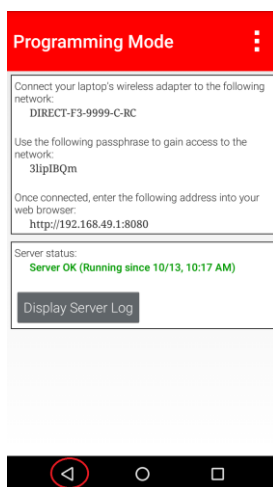 Programming Mode
Connect your laptop's wireless adapter to the following
network:
DIRECT-F3-9999-C-RC
Use the following passphrase to gain access to the
network:
3lipIBQm
Once connected, enter the following address into your
web browser:
http://192.168.49.1:8080
Server status:
Server OK (Running since 10/13, 10:17 AM)
Display Server Log